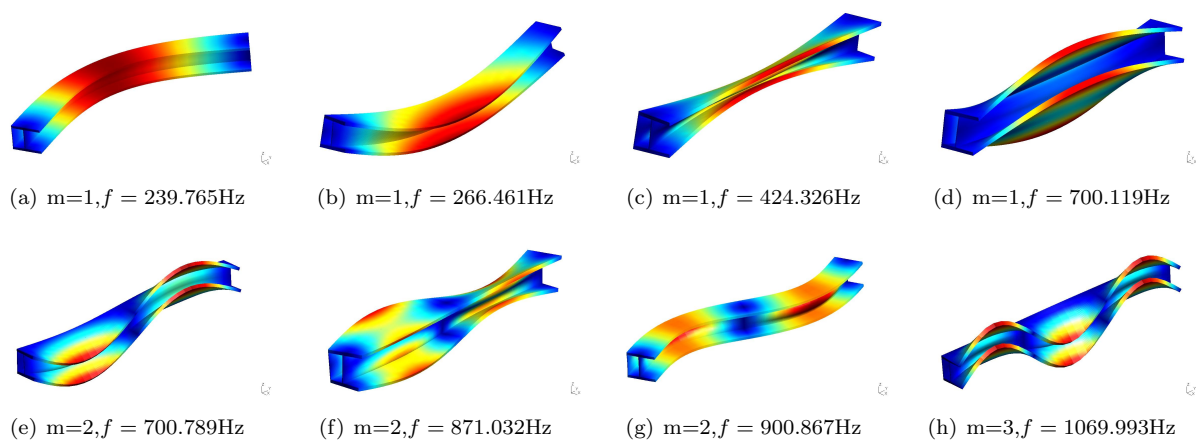 (a) m=1,f = 239.765Hz
(b) m=1,f = 266.461Hz
(c) m=1,f = 424.326Hz
(d) m=1,f = 700.119Hz
(e) m=2,f = 700.789Hz
(f) m=2,f = 871.032Hz
(g) m=2,f = 900.867Hz
(h) m=3,f = 1069.993Hz